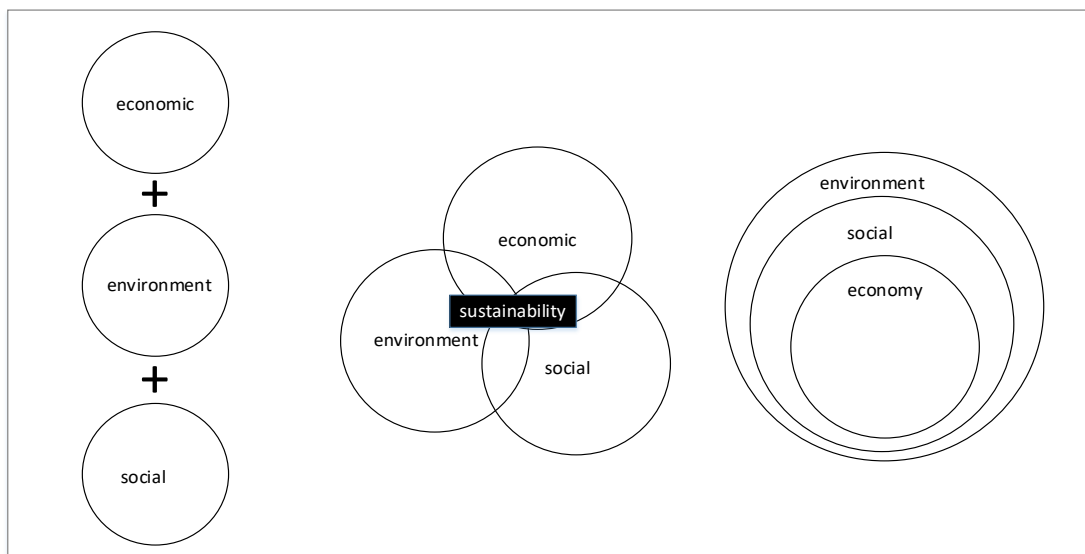 economic
+
environment
+
social
economic
sustainability
environment
social
environment
social
economy